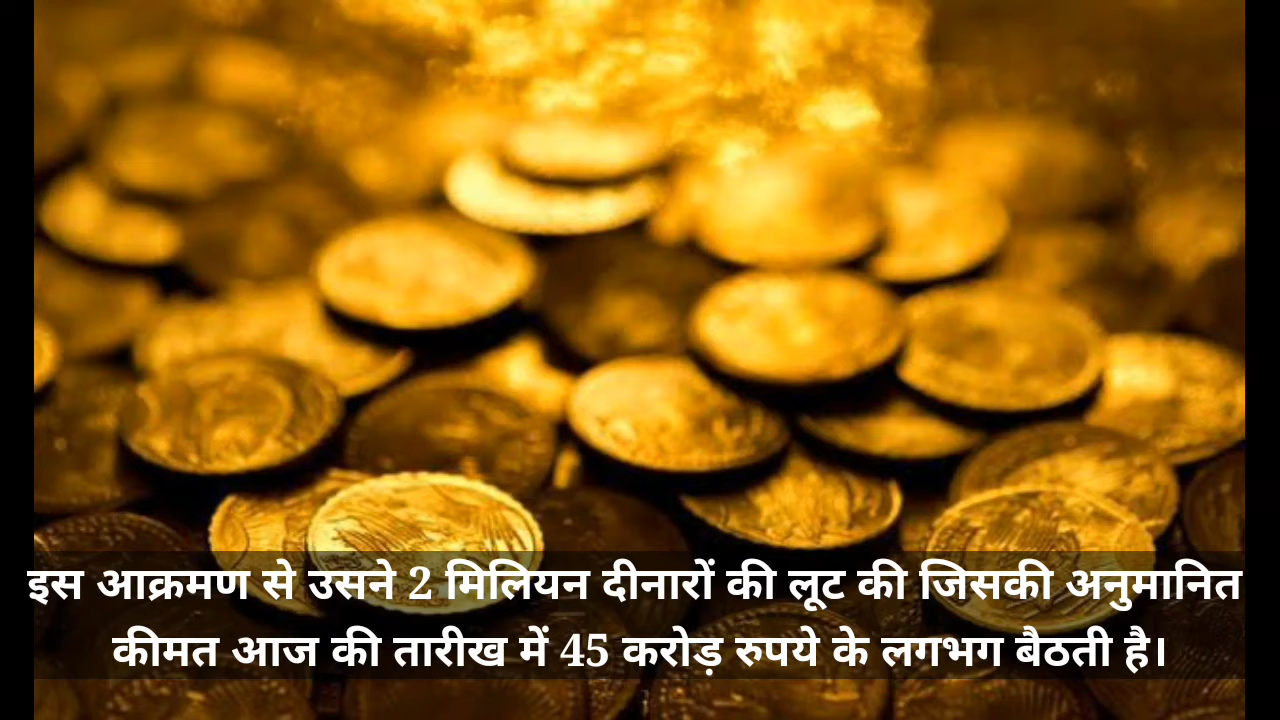 इस आक्रमण से उसने 2 मिलियन दीनारों की लूट की जिसकी अनुमानित
कीमत आज की तारीख में 45 करोड़ रुपये के लगभग बैठती है।